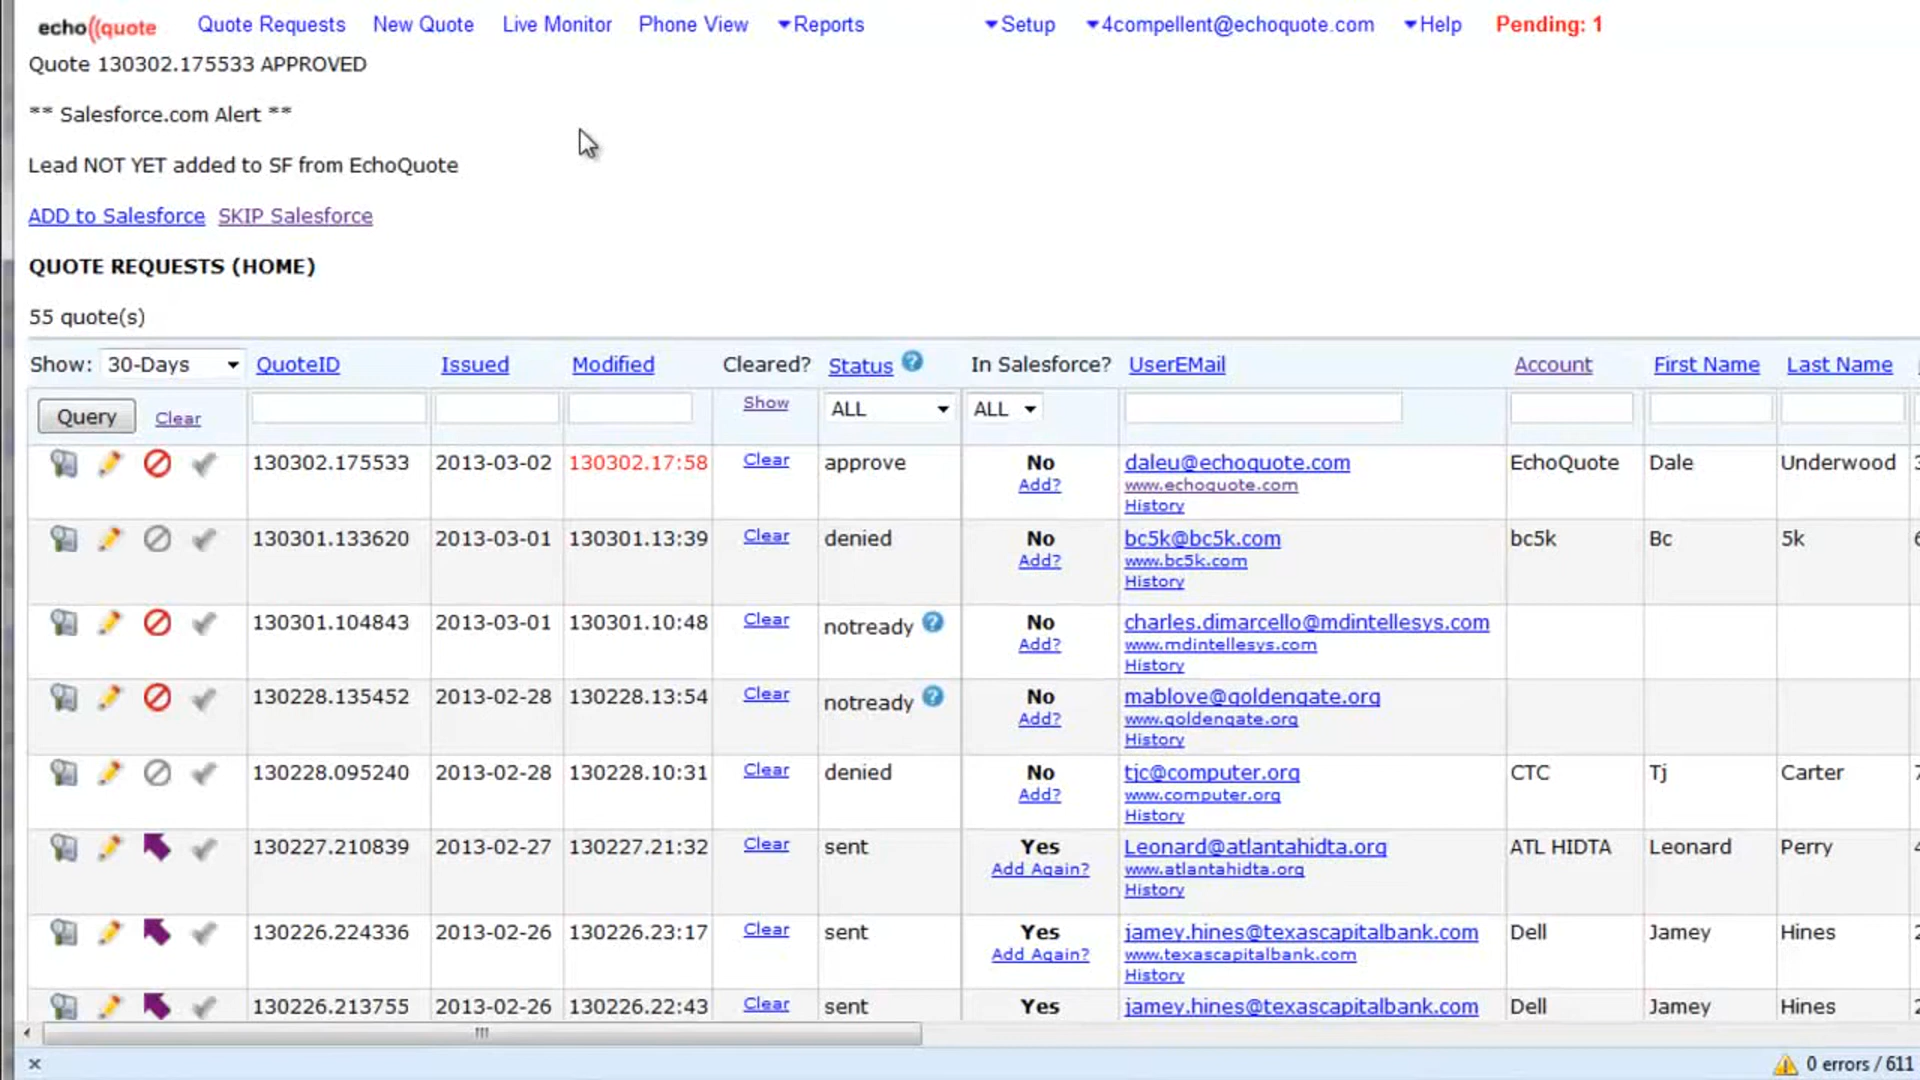 echo((quote Quote Requests New Quote Live Monitor Phone View Reports Setup 4compellent@echoquote.com Help Pending: 1
Quote 130302.175533 APPROVED
** Salesforce.com Alert **
Lead NOT YET added to SF from EchoQuote
ADD to Salesforce SKIP Salesforce
QUOTE REQUESTS (HOME)
55 quote(s)
Show: 30-Days QuoteID Issued Modified Cleared? Status ? In Salesforce? UserEMail Account First Name Last Name
Query Clear Show ALL ALL
130302.175533 2013-03-02 130302.17:58 Clear approve No daleu@echoquote.com EchoQuote Dale Underwood
Add? www.echoquote.com
History
130301.133620 2013-03-01 130301.13:39 Clear denied No bc5k@bc5k.com bc5k Bc 5k
Add? www.bc5k.com
History
130301.104843 2013-03-01 130301.10:48 Clear notready ? No charles.dimarcello@mdintellesys.com
Add? www.mdintellesys.com
History
130228.135452 2013-02-28 130228.13:54 Clear notready ? No mablove@goldengate.org
Add? www.goldengate.org
History
130228.095240 2013-02-28 130228.10:31 Clear denied No tjc@computer.org CTC Tj Carter
Add? www.computer.org
History
130227.210839 2013-02-27 130227.21:32 Clear sent Yes Leonard@atlantahidta.org ATL HIDTA Leonard Perry
Add Again? www.atlantahidta.org
History
130226.224336 2013-02-26 130226.23:17 Clear sent Yes jamey.hines@texascapitalbank.com Dell Jamey Hines
Add Again? www.texascapitalbank.com
History
130226.213755 2013-02-26 130226.22:43 Clear sent Yes jamey.hines@texascapitalbank.com Dell Jamey Hines
0 errors / 611